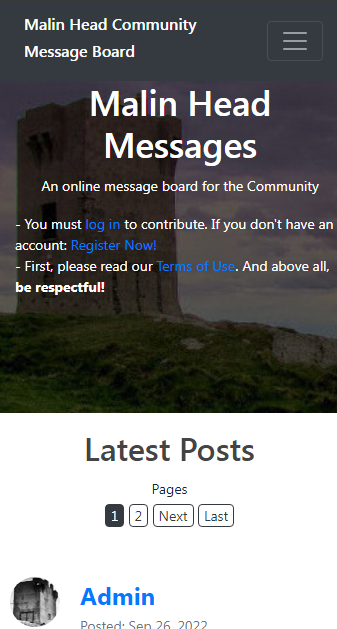 Malin Head Community
Message Board
Malin Head
Messages
An online message board for the Community
- You must log in to contribute. If you don't have an
account: Register Now!
- First, please read our Terms of Use. And above all,
be respectful!
Latest Posts
Pages
1 2 Next Last
Admin
Posted: Sep 26, 2022